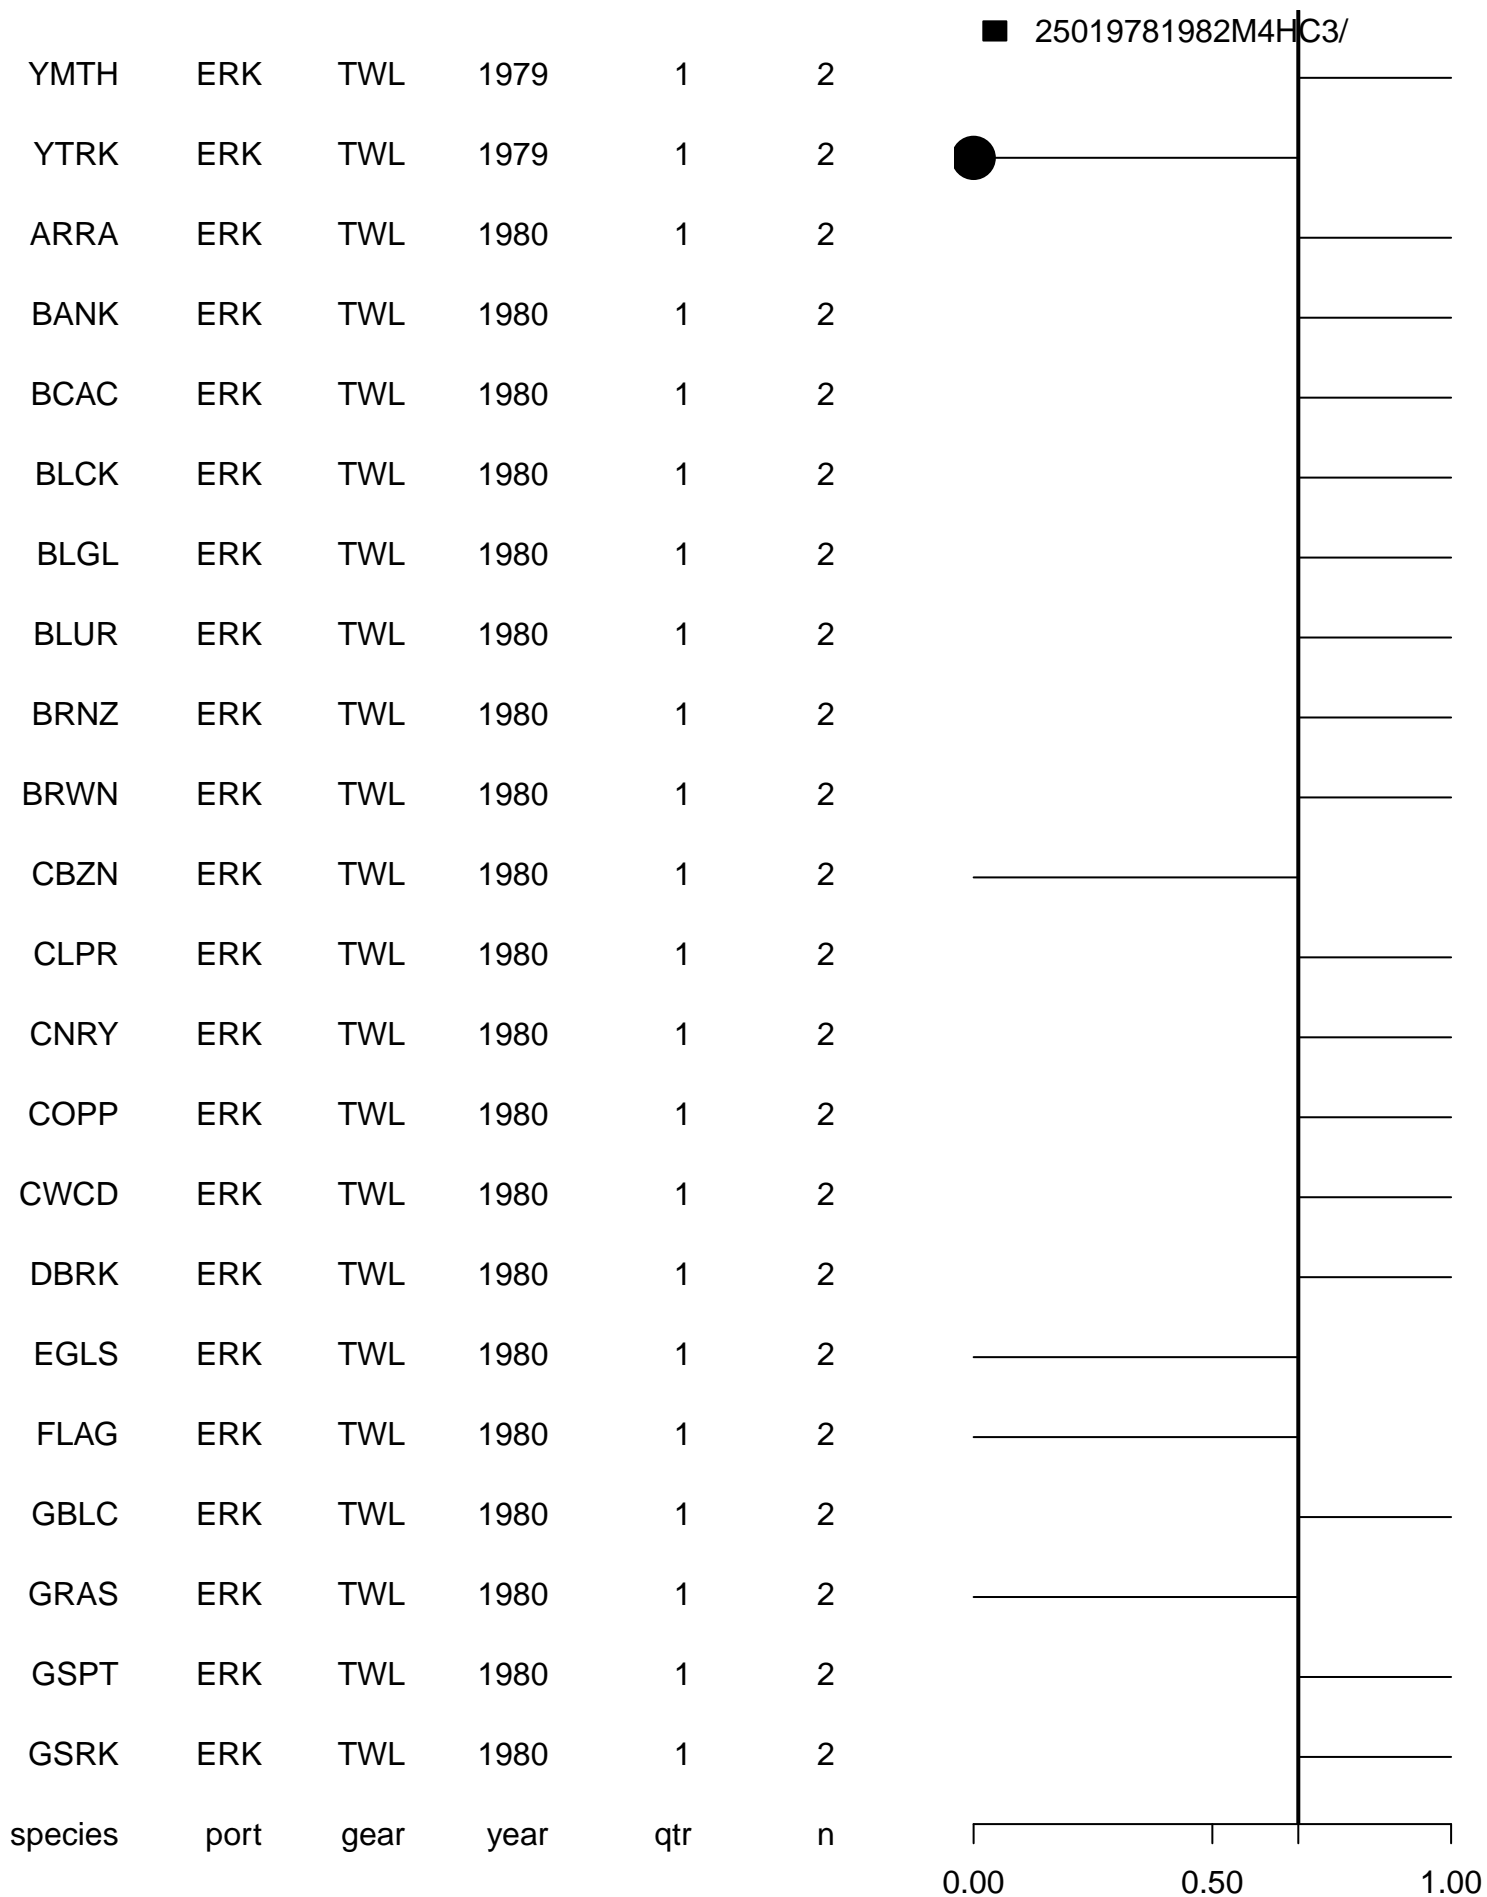 25019781982M4HC3/
YMTH ERK TWL 1979 1 2
YTRK ERK TWL 1979 1 2
ARRA ERK TWL 1980 1 2
BANK ERK TWL 1980 1 2
BCAC ERK TWL 1980 1 2
BLCK ERK TWL 1980 1 2
BLGL ERK TWL 1980 1 2
BLUR ERK TWL 1980 1 2
BRNZ ERK TWL 1980 1 2
BRWN ERK TWL 1980 1 2
CBZN ERK TWL 1980 1 2
CLPR ERK TWL 1980 1 2
CNRY ERK TWL 1980 1 2
COPP ERK TWL 1980 1 2
CWCD ERK TWL 1980 1 2
DBRK ERK TWL 1980 1 2
EGLS ERK TWL 1980 1 2
FLAG ERK TWL 1980 1 2
GBLC ERK TWL 1980 1 2
GRAS ERK TWL 1980 1 2
GSPT ERK TWL 1980 1 2
GSRK ERK TWL 1980 1 2
species port gear year qtr n
0.00 0.50 1.00